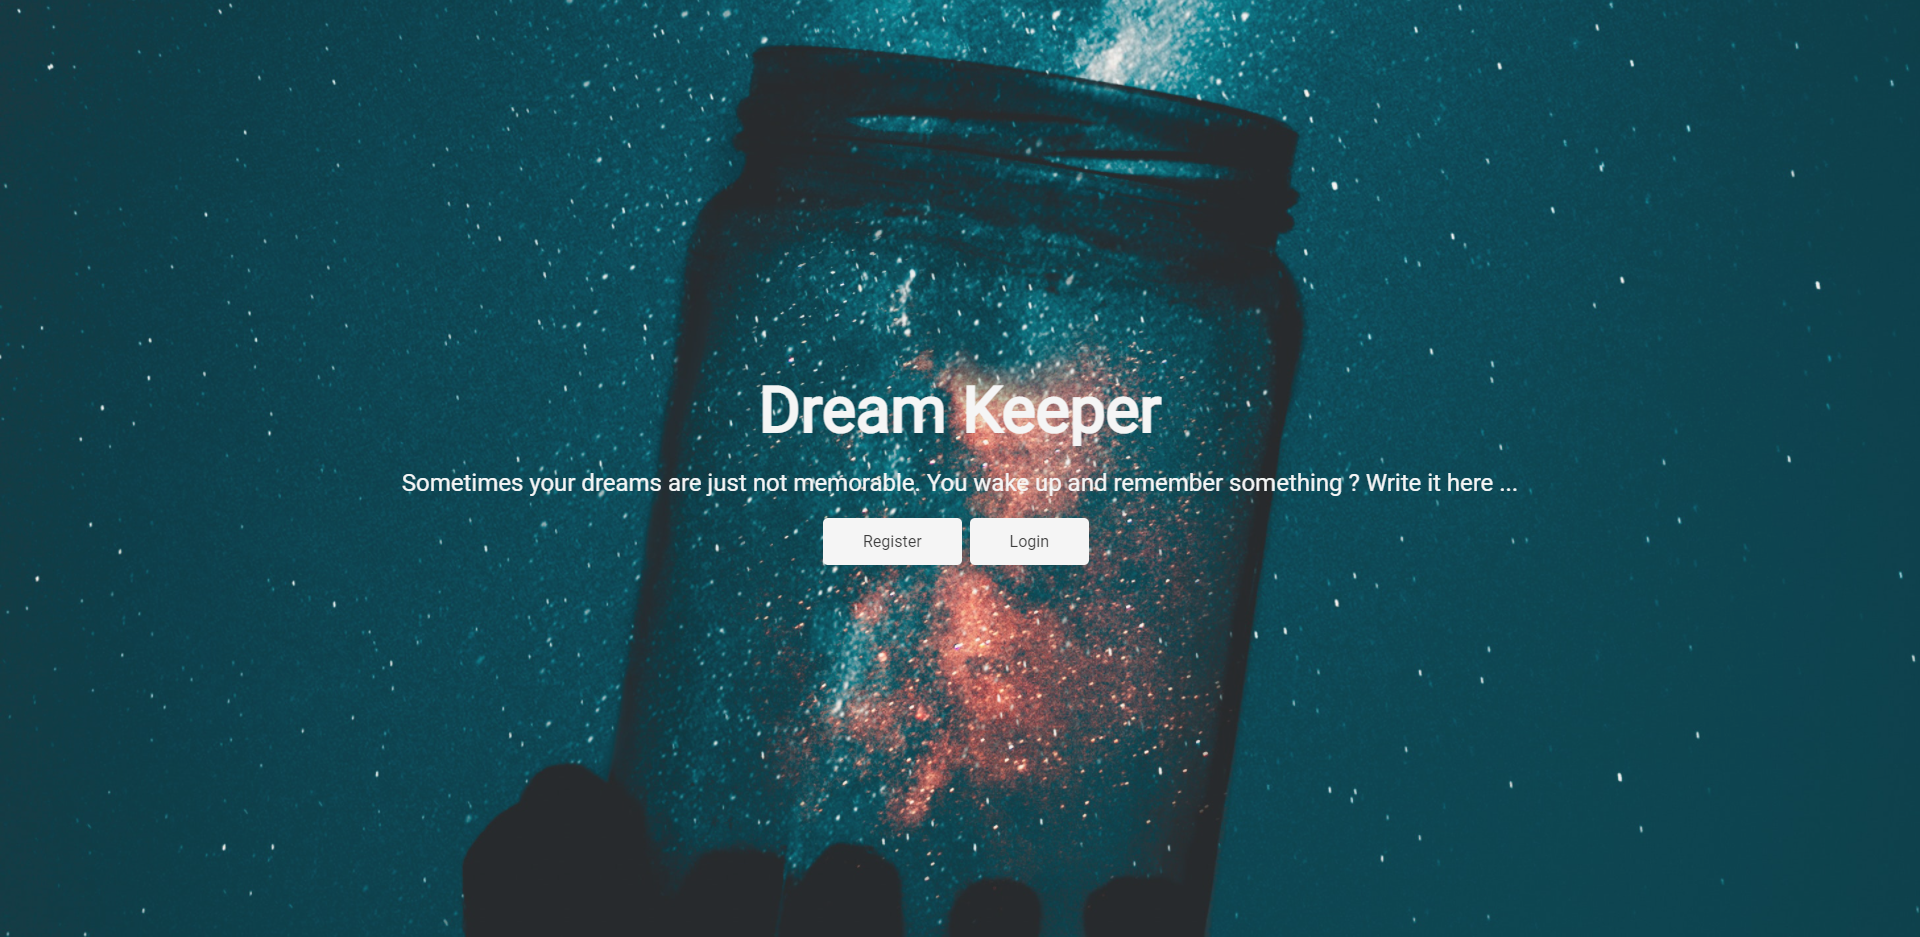 Dream Keeper
Sometimes your dreams are just not memorable. You wake up and remember something ? Write it here ...
Register
Login